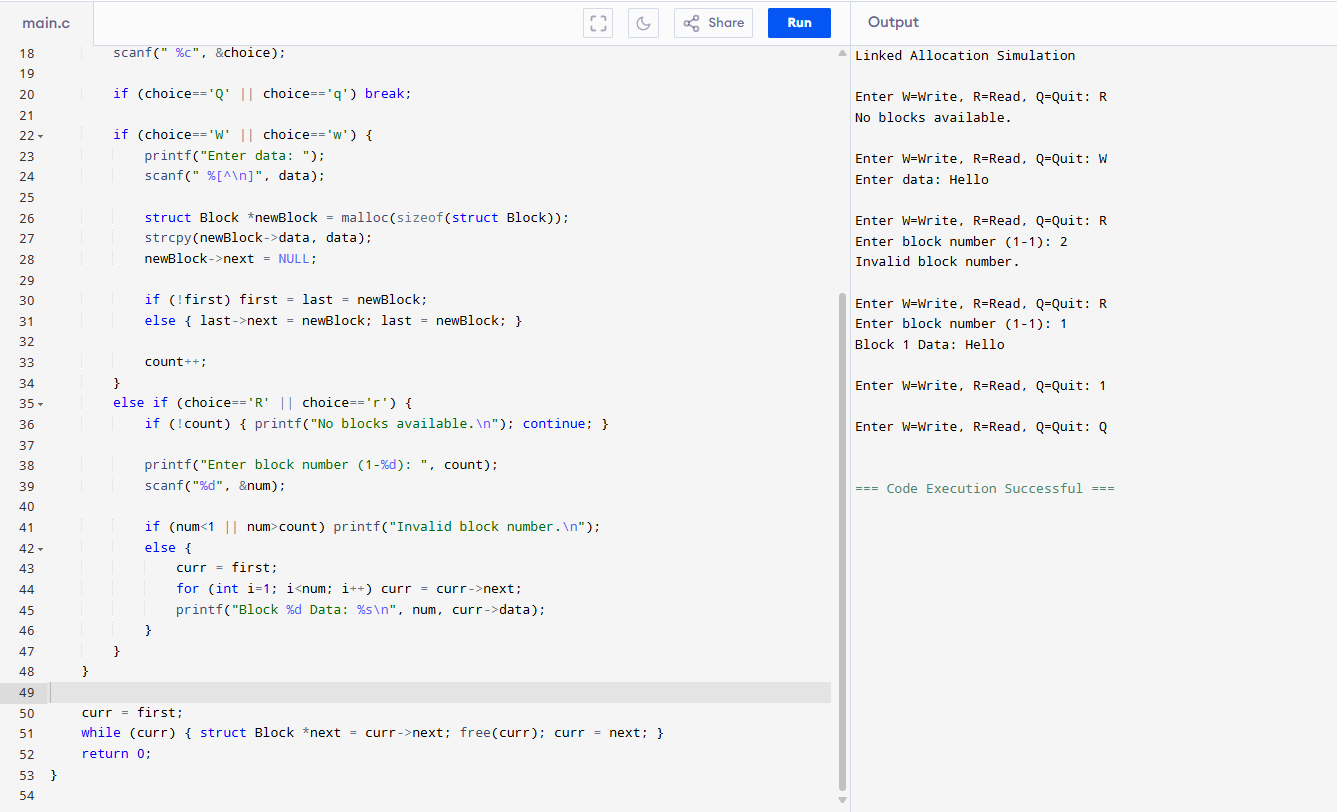 main.c
Share
Run
Output
18         scanf(" %c", &choice);
19
20         if (choice=='Q' || choice=='q') break;
21
22         if (choice=='W' || choice=='w') {
23             printf("Enter data: ");
24             scanf(" %[^\n]", data);
25
26             struct Block *newBlock = malloc(sizeof(struct Block));
27             strcpy(newBlock->data, data);
28             newBlock->next = NULL;
29
30             if (!first) first = last = newBlock;
31             else { last->next = newBlock; last = newBlock; }
32
33             count++;
34         }
35         else if (choice=='R' || choice=='r') {
36             if (!count) { printf("No blocks available.\n"); continue; }
37
38             printf("Enter block number (1-%d): ", count);
39             scanf("%d", &num);
40
41             if (num<1 || num>count) printf("Invalid block number.\n");
42             else {
43                 curr = first;
44                 for (int i=1; i<num; i++) curr = curr->next;
45                 printf("Block %d Data: %s\n", num, curr->data);
46             }
47         }
48     }
49
50     curr = first;
51     while (curr) { struct Block *next = curr->next; free(curr); curr = next; }
52     return 0;
53 }
54
Linked Allocation Simulation
Enter W=Write, R=Read, Q=Quit: R
No blocks available.
Enter W=Write, R=Read, Q=Quit: W
Enter data: Hello
Enter W=Write, R=Read, Q=Quit: R
Enter block number (1-1): 2
Invalid block number.
Enter W=Write, R=Read, Q=Quit: R
Enter block number (1-1): 1
Block 1 Data: Hello
Enter W=Write, R=Read, Q=Quit: 1
Enter W=Write, R=Read, Q=Quit: Q
=== Code Execution Successful ===